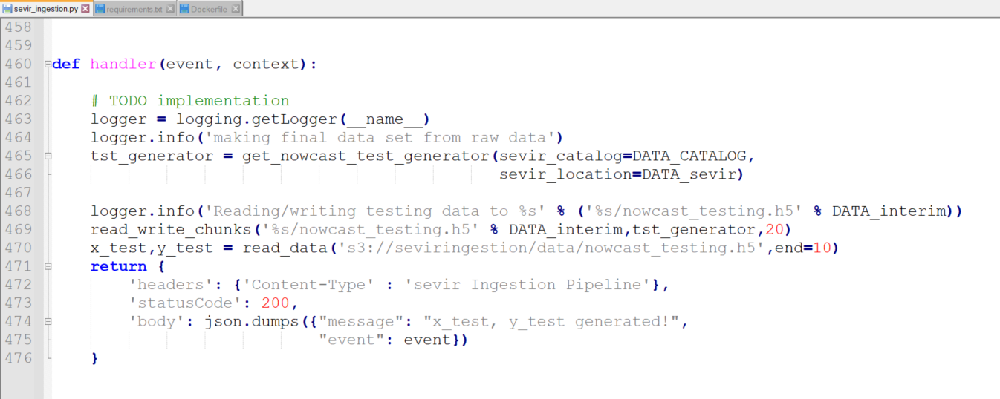 sevir_ingestion.py requirements.txt Dockerfile
458
459
460 def handler(event, context):
461
462 # TODO implementation
463 logger = logging.getLogger(__name__)
464 logger.info('making final data set from raw data')
465 tst_generator = get_nowcast_test_generator(sevir_catalog=DATA_CATALOG,
466 sevir_location=DATA_sevir)
467
468 logger.info('Reading/writing testing data to %s' % ('%s/nowcast_testing.h5' % DATA_interim))
469 read_write_chunks('%s/nowcast_testing.h5' % DATA_interim,tst_generator,20)
470 x_test,y_test = read_data('s3://seviringestion/data/nowcast_testing.h5',end=10)
471 return {
472 'headers': {'Content-Type' : 'sevir Ingestion Pipeline'},
473 'statusCode': 200,
474 'body': json.dumps({"message": "x_test, y_test generated!",
475 "event": event})
476 }